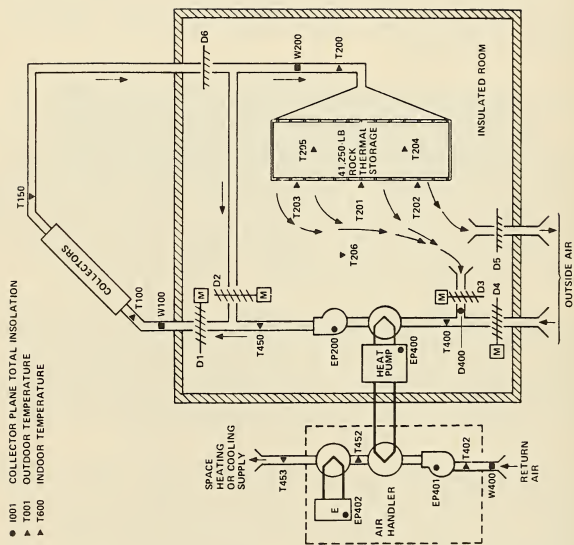 ● I001 COLLECTOR PLANE TOTAL INSOLATION
▶ T001 OUTDOOR TEMPERATURE
▶ T600 INDOOR TEMPERATURE
T150
COLLECTORS
T100
W100
D6
W200
T200
D1
M
D2
M
T450
T205
41,250-LB
ROCK
THERMAL
STORAGE
T204
T203
T201
T202
T206
INSULATED ROOM
EP200
HEAT
PUMP
EP400
M
D3
D4
M
D5
T400
D400
OUTSIDE AIR
SPACE
HEATING
OR COOLING
SUPPLY
T453
T452
E
EP402
AIR
HANDLER
EP401
T402
W400
RETURN
AIR